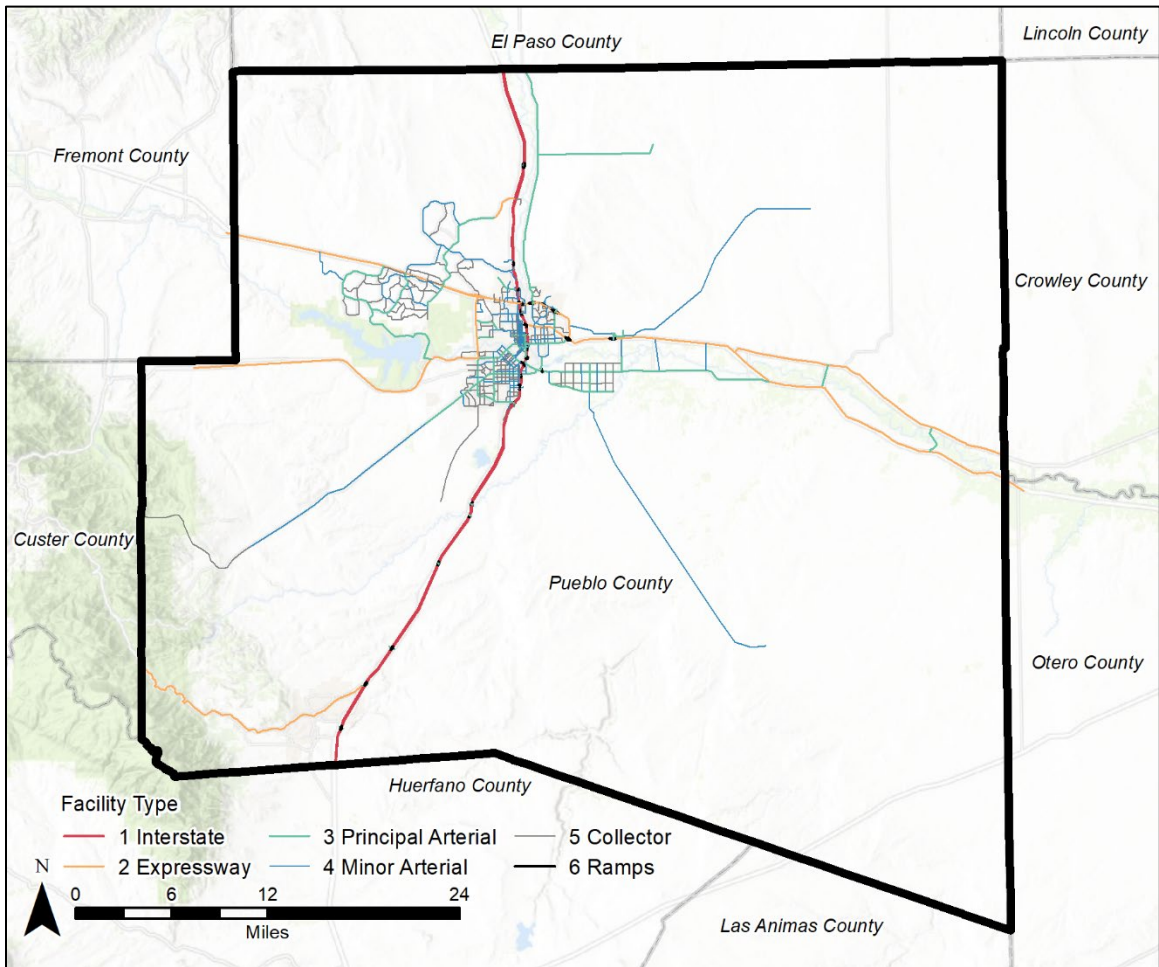 El Paso County
Lincoln County
Fremont County
Crowley County
Custer County
Pueblo County
Otero County
Huerfano County
Facility Type
1 Interstate
3 Principal Arterial
5 Collector
2 Expressway
4 Minor Arterial
6 Ramps
N
0 6 12 24
Miles
Las Animas County